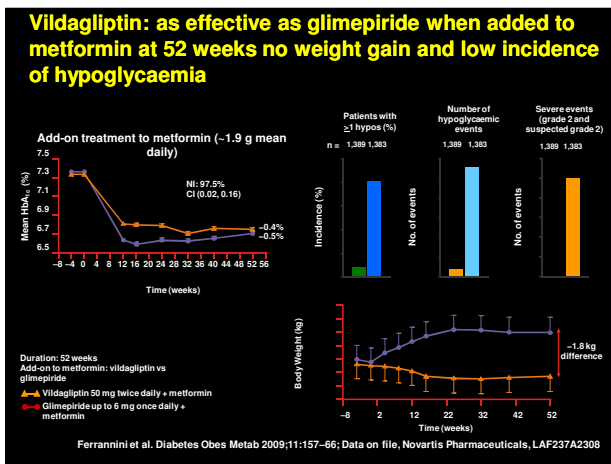 Vildagliptin: as effective as glimepiride when added to
metformin at 52 weeks no weight gain and low incidence
of hypoglycaemia
Add-on treatment to metformin (~1.9 g mean
daily)
Mean HbA1c (%)
7.5
7.3
7.1
6.9
6.7
6.5
NI: 97.5%
CI (0.02, 0.16)
–0.4%
–0.5%
–8 –4 0 4 8 12 16 20 24 28 32 36 40 44 48 52 56
Time (weeks)
Patients with
≥1 hypos (%)
Number of
hypoglycaemic
events
Severe events
(grade 2 and
suspected grade 2)
n = 1,389 1,383
1,389 1,383
1,389 1,383
Incidence (%)
No. of events
No. of events
Duration: 52 weeks
Add-on to metformin: vildagliptin vs
glimepiride
Vildagliptin 50 mg twice daily + metformin
Glimepiride up to 6 mg once daily +
metformin
Body Weight (kg)
–1.8 kg
difference
–8 2 12 22 32 42 52
Time (weeks)
Ferrannini et al. Diabetes Obes Metab 2009;11:157–66; Data on file, Novartis Pharmaceuticals, LAF237A2308